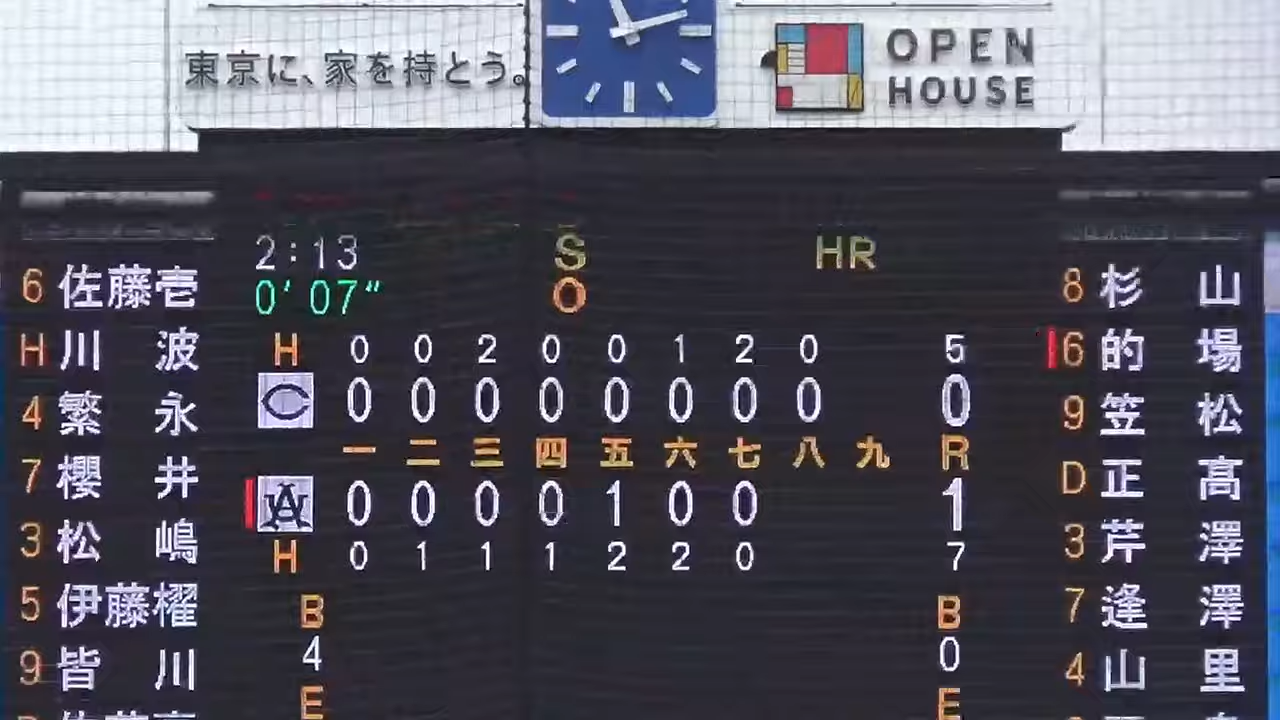 東京に、家を持とう。
OPEN
HOUSE
2:13 S HR
0'07" O
6 佐藤壱
H 川波
4 繁永
7 櫻井
3 松嶋
5 伊藤櫂
9 皆川
H 0 0 2 0 0 1 2 0 5
C 0 0 0 0 0 0 0 0 0
一 二 三 四 五 六 七 八 九 R
A 0 0 0 0 1 0 0 1
H 0 1 1 1 2 2 0 7
B B
4 0
E E
8 杉山
6 的場
9 笠松
D 正髙
3 芹澤
7 逢澤
4 山里